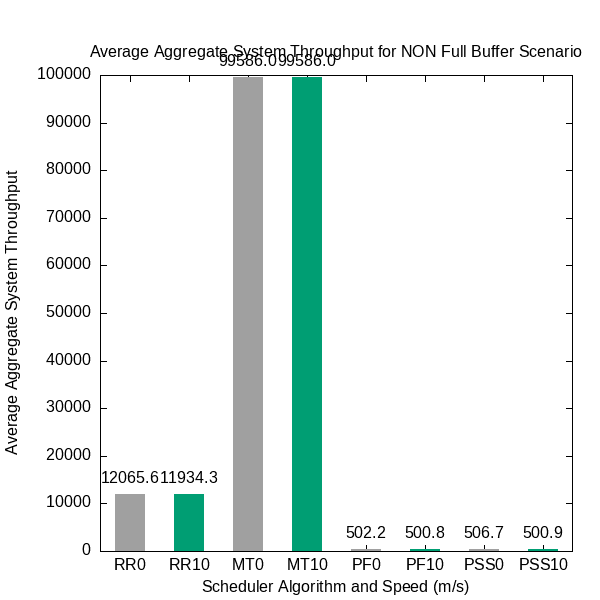 Average Aggregate System Throughput for NON Full Buffer Scenario
99586.0 99586.0
100000
90000
80000
70000
60000
50000
40000
30000
20000
12065.6 11934.3
10000
502.2 500.8 506.7 500.9
0
RR0 RR10 MT0 MT10 PF0 PF10 PSS0 PSS10
Scheduler Algorithm and Speed (m/s)
Average Aggregate System Throughput